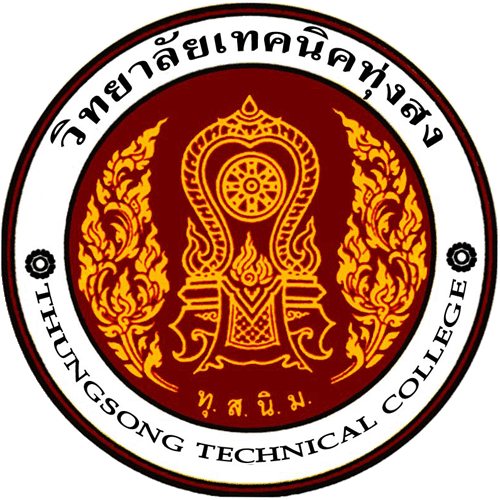 วิทยาลัยเทคนิคทุ่งสง
ทุ. ส. นิ. ม.
THUNGSONG TECHNICAL COLLEGE